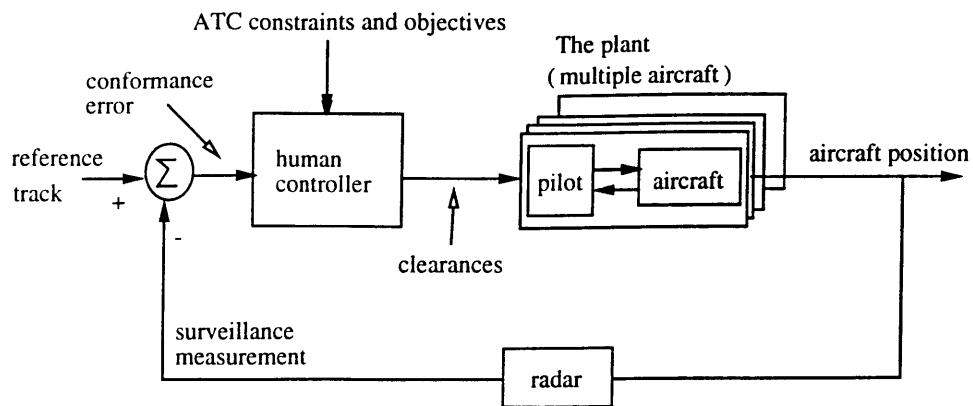 ATC constraints and objectives
The plant
( multiple aircraft )
conformance
error
reference
track
+
Σ
-
human
controller
pilot
aircraft
aircraft position
clearances
surveillance
measurement
radar